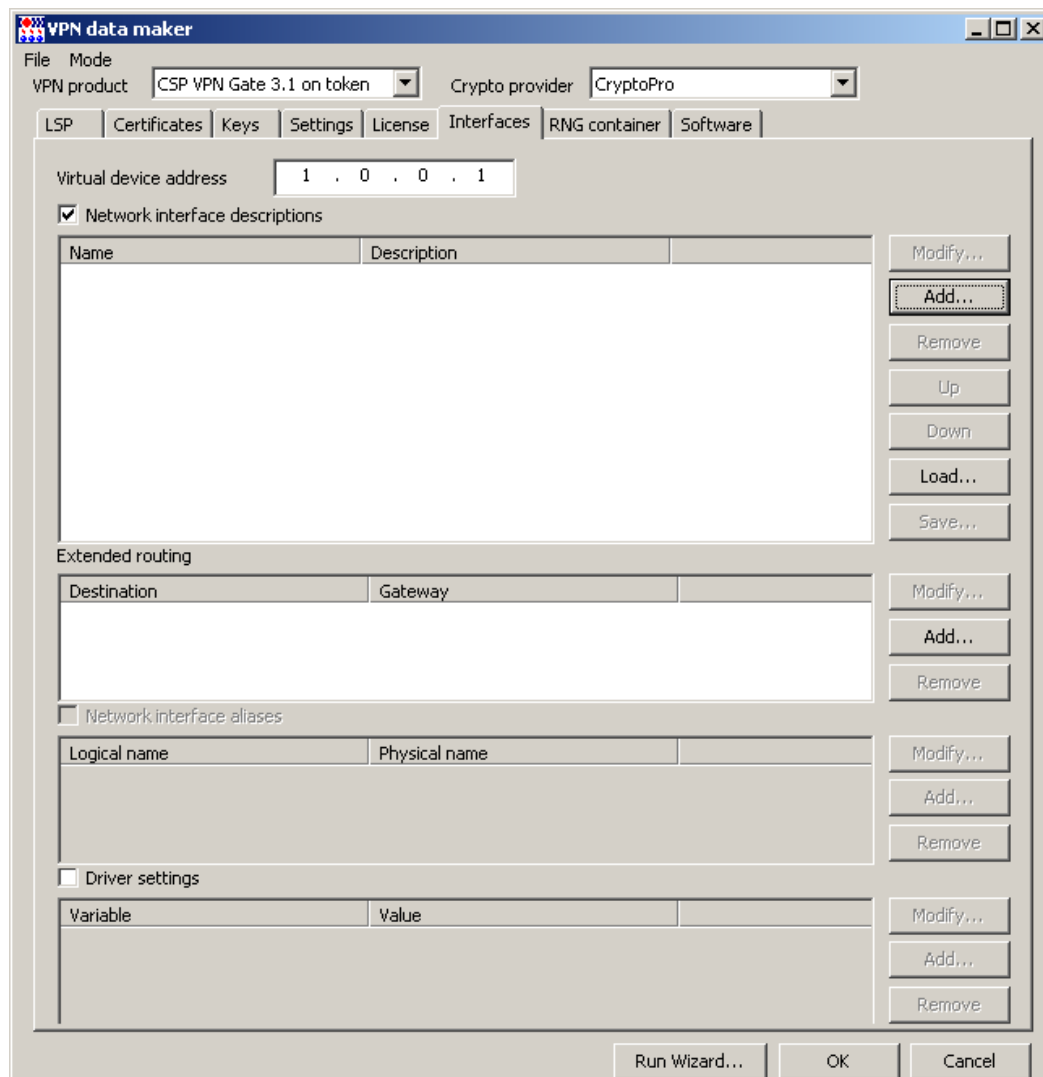 VPN data maker
File Mode
VPN product CSP VPN Gate 3.1 on token Crypto provider CryptoPro
LSP Certificates Keys Settings License Interfaces RNG container Software
Virtual device address 1 . 0 . 0 . 1
Network interface descriptions
Name Description Modify...
Add...
Remove
Up
Down
Load...
Save...
Extended routing
Destination Gateway Modify...
Add...
Remove
Network interface aliases
Logical name Physical name Modify...
Add...
Remove
Driver settings
Variable Value Modify...
Add...
Remove
Run Wizard... OK Cancel